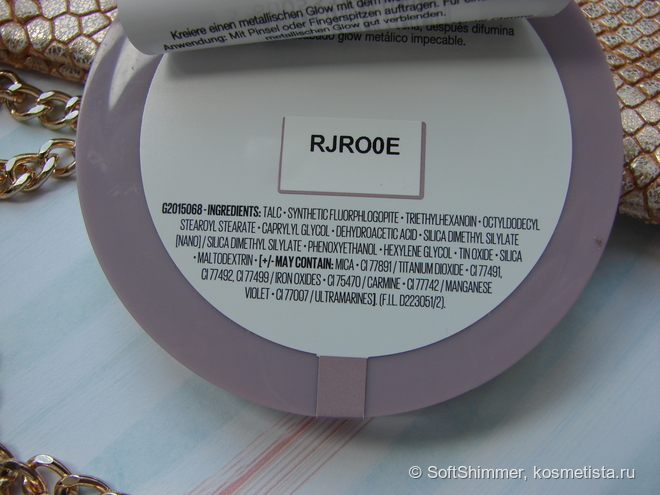 Kreiere einen metallischen Glow mit dem
Anwendung: Mit Pinsel oder Fingerspitzen auftragen. Für
metallischen Glow gut verblenden.
después difumina
glow metálico impecable.
RJRO0E
G2015068 - INGREDIENTS: TALC • SYNTHETIC FLUORPHLOGOPITE • TRIETHYLHEXANOIN • OCTYLDODECYL
STEAROYL STEARATE • CAPRYLYL GLYCOL • DEHYDROACETIC ACID • SILICA DIMETHYL SILYLATE
[NANO] / SILICA DIMETHYL SILYLATE • PHENOXYETHANOL • HEXYLENE GLYCOL • TIN OXIDE • SILICA
• MALTODEXTRIN • [+/- MAY CONTAIN: MICA • CI 77891 / TITANIUM DIOXIDE • CI 77491,
CI 77492, CI 77499 / IRON OXIDES • CI 75470 / CARMINE • CI 77742 / MANGANESE
VIOLET • CI 77007 / ULTRAMARINES]. (F.I.L. D223051/2).
© SoftShimmer, kosmetista.ru